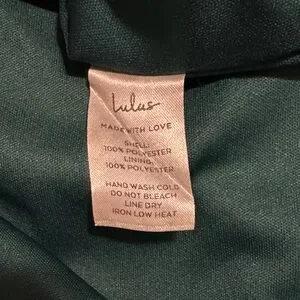 Lulus
MADE WITH LOVE
SHELL:
100% POLYESTER
LINING:
100% POLYESTER
HAND WASH COLD
DO NOT BLEACH
LINE DRY
IRON LOW HEAT